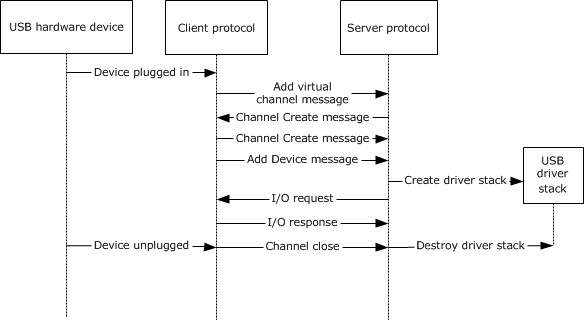 USB hardware device
Client protocol
Server protocol
Device plugged in
Add virtual
channel message
Channel Create message
Channel Create message
Add Device message
USB
driver
stack
Create driver stack
I/O request
I/O response
Device unplugged
Channel close
Destroy driver stack